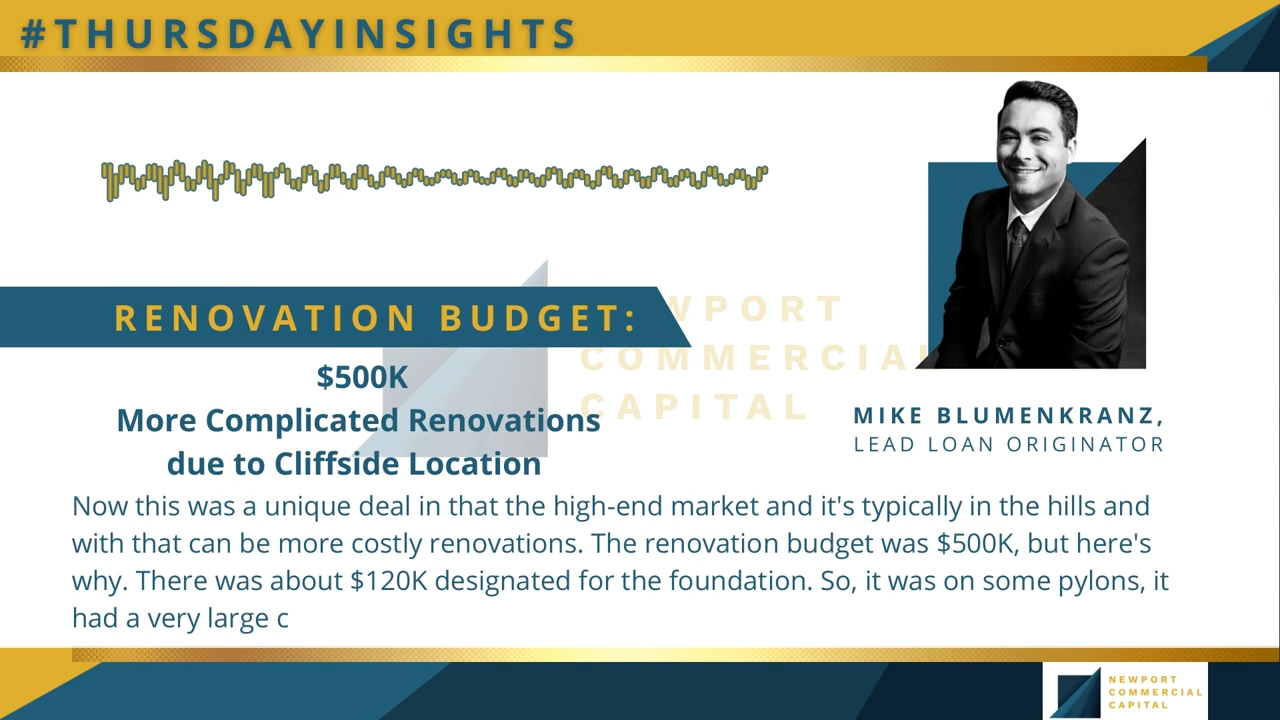 #THURSDAYINSIGHTS
RENOVATION BUDGET:
$500K
More Complicated Renovations
due to Cliffside Location
WPORT
COMMERCIAL
CAPITAL
MIKE BLUMENKRANZ,
LEAD LOAN ORIGINATOR
Now this was a unique deal in that the high-end market and it's typically in the hills and
with that can be more costly renovations. The renovation budget was $500K, but here's
why. There was about $120K designated for the foundation. So, it was on some pylons, it
had a very large c
NEWPORT
COMMERCIAL
CAPITAL